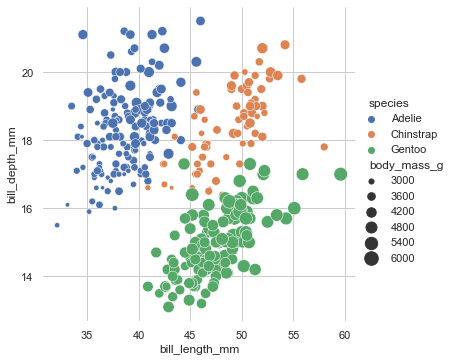 20
18
16
14
bill_depth_mm
35
40
45
50
55
60
bill_length_mm
species
Adelie
Chinstrap
Gentoo
body_mass_g
3000
3600
4200
4800
5400
6000